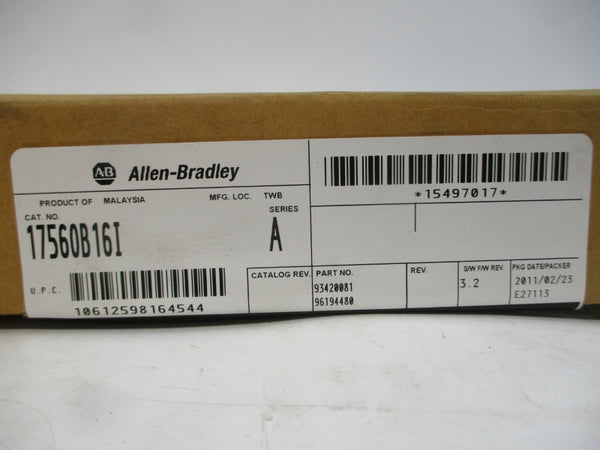 AB Allen-Bradley
PRODUCT OF MALAYSIA MFG. LOC. TWB
CAT. NO. SERIES
1756OB16I A
U.P.C.
10612598164544
*15497017*
CATALOG REV. PART NO. REV. S/W F/W REV. PKG DATE/PACKER
93420081 3.2 2011/02/23
96194480 E27113